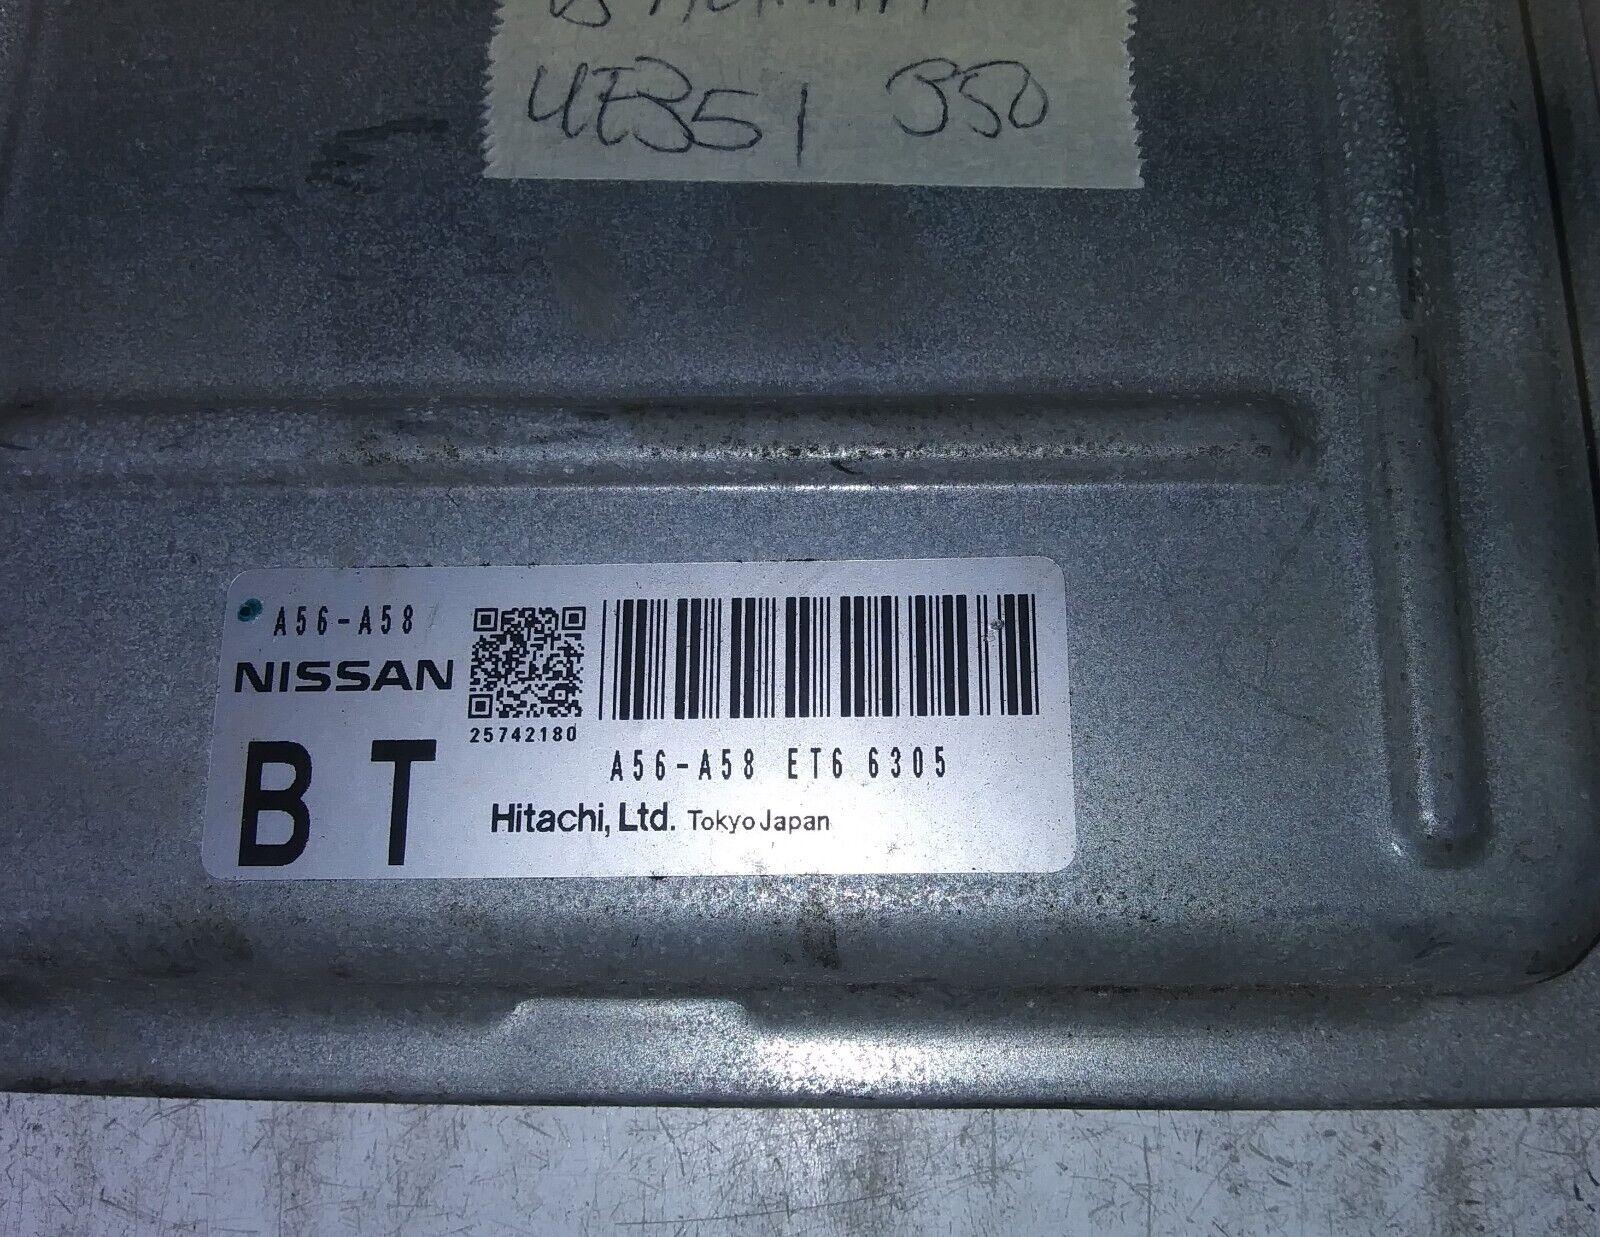 4E351 350
A56-A58
NISSAN
25742180
B T
A56-A58 ET6 6305
Hitachi, Ltd. Tokyo Japan